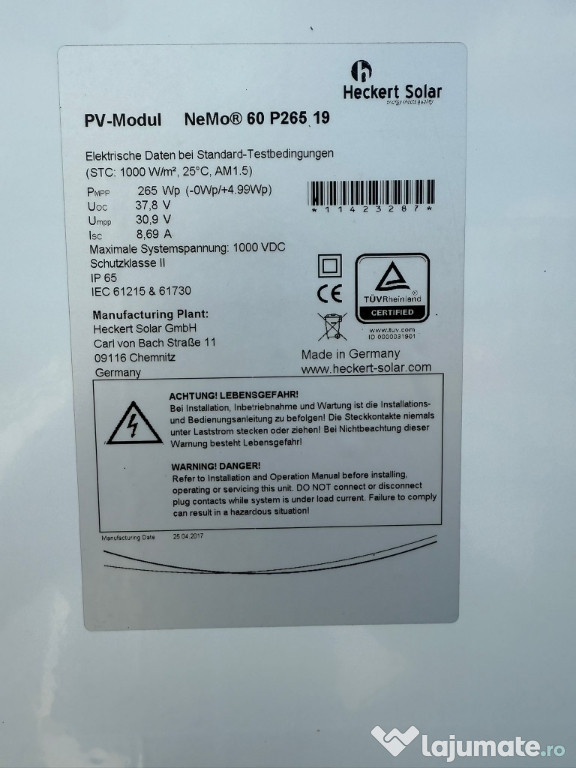 Heckert Solar
PV-Modul NeMo® 60 P265 19
Elektrische Daten bei Standard-Testbedingungen
(STC: 1000 W/m², 25°C, AM1.5)
PMPP 265 Wp (-0Wp/+4.99Wp)
UOC 37,8 V
Umpp 30,9 V
ISC 8,69 A
*11423287*
Maximale Systemspannung: 1000 VDC
Schutzklasse II
IP 65
IEC 61215 & 61730
Manufacturing Plant:
Heckert Solar GmbH
Carl von Bach Straße 11
09116 Chemnitz
Germany
CE
TÜVRheinland
CERTIFIED
www.tuv.com
ID 0000031901
Made in Germany
www.heckert-solar.com
ACHTUNG! LEBENSGEFAHR!
Bei Installation, Inbetriebnahme und Wartung ist die Installations-
und Bedienungsanleitung zu befolgen! Die Steckkontakte niemals
unter Laststrom stecken oder ziehen! Bei Nichtbeachtung dieser
Warnung besteht Lebensgefahr!
WARNING! DANGER!
Refer to Installation and Operation Manual before installing,
operating or servicing this unit. DO NOT connect or disconnect
plug contacts while system is under load current. Failure to comply
can result in a hazardous situation!
Manufacturing Date 25.04.2017
lajumate.ro